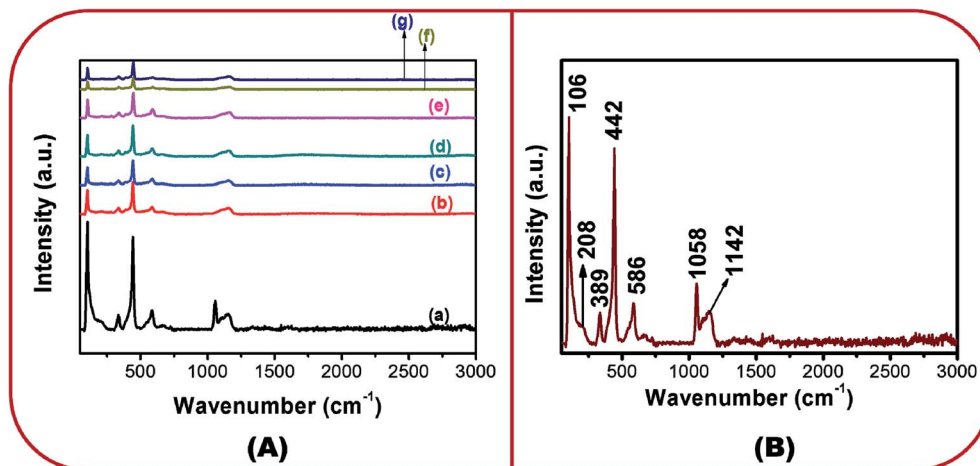 (g)
(f)
(e)
(d)
(c)
(b)
(a)
Intensity (a.u.)
500 1000 1500 2000 2500 3000
Wavenumber (cm⁻¹)
(A)
106
442
208
389
586
1058
1142
Intensity (a.u.)
500 1000 1500 2000 2500 3000
Wavenumber (cm⁻¹)
(B)